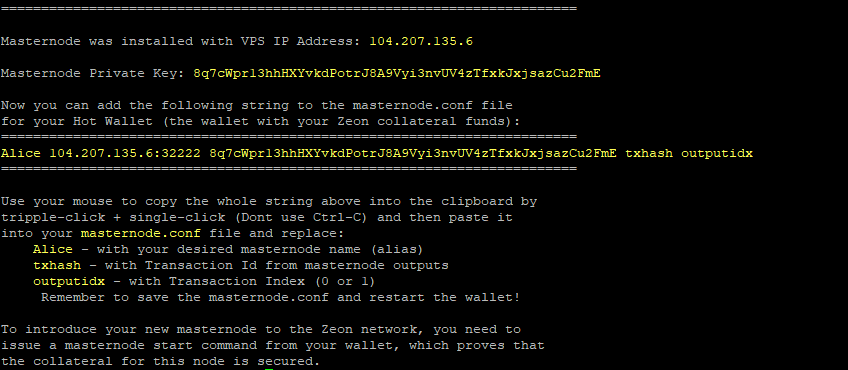 ================================================================================
Masternode was installed with VPS IP Address: 104.207.135.6
Masternode Private Key: 8q7cWpr13hhHXYvkdPotrJ8A9Vyi3nvUV4zTfxkJxjsazCu2FmE
Now you can add the following string to the masternode.conf file
for your Hot Wallet (the wallet with your Zeon collateral funds):
================================================================================
Alice 104.207.135.6:32222 8q7cWpr13hhHXYvkdPotrJ8A9Vyi3nvUV4zTfxkJxjsazCu2FmE txhash outputidx
================================================================================
Use your mouse to copy the whole string above into the clipboard by
tripple-click + single-click (Dont use Ctrl-C) and then paste it
into your masternode.conf file and replace:
Alice - with your desired masternode name (alias)
txhash - with Transaction Id from masternode outputs
outputidx - with Transaction Index (0 or 1)
Remember to save the masternode.conf and restart the wallet!
To introduce your new masternode to the Zeon network, you need to
issue a masternode start command from your wallet, which proves that
the collateral for this node is secured.